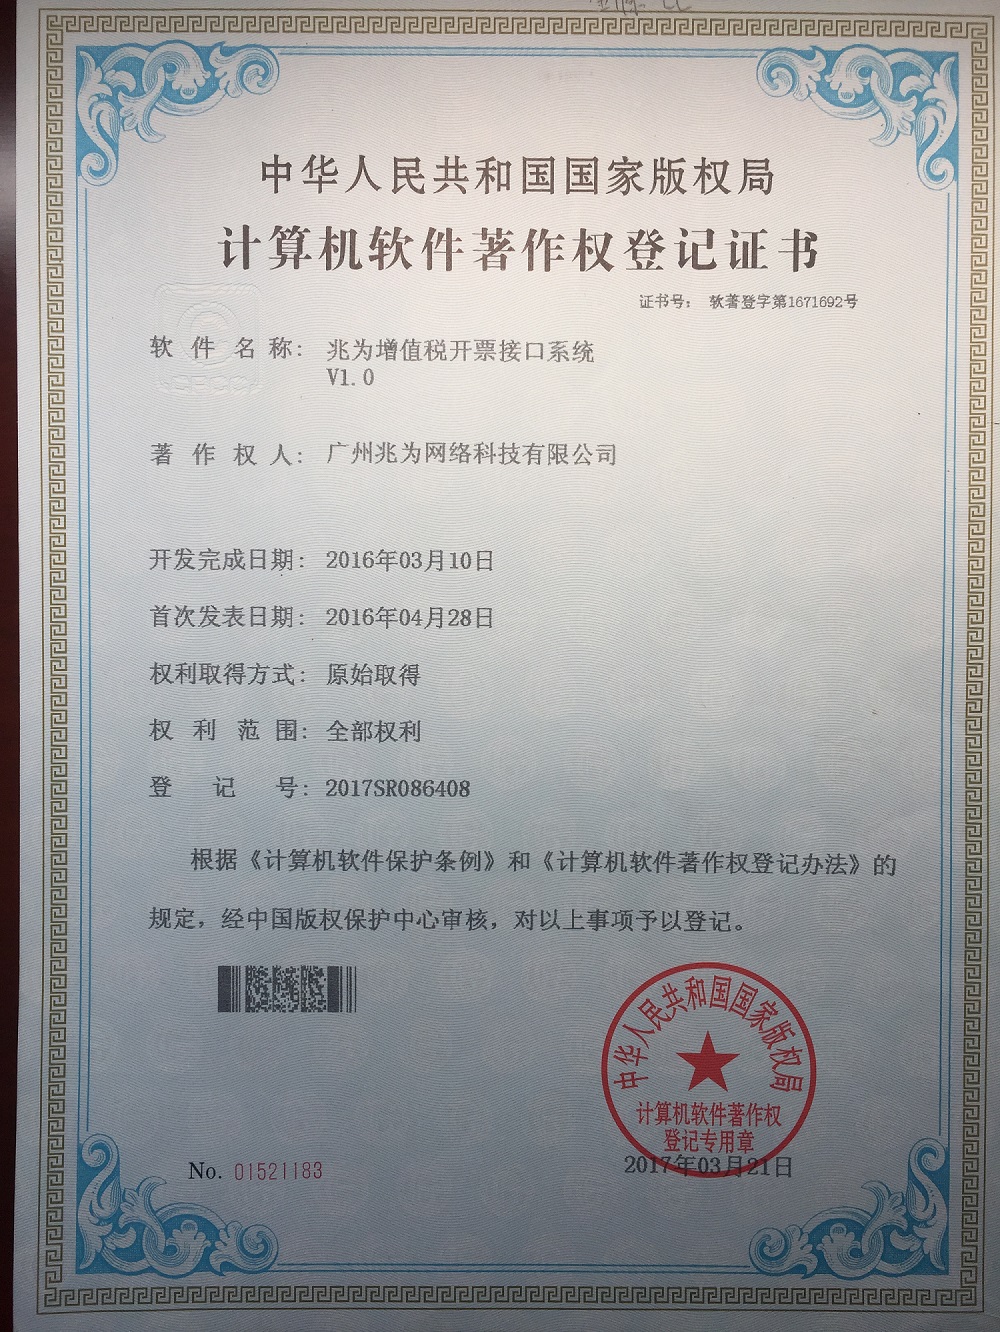 中华人民共和国国家版权局
计算机软件著作权登记证书
证书号： 软著登字第1671692号
软件名称： 兆为增值税开票接口系统
V1.0
著作权人： 广州兆为网络科技有限公司
开发完成日期： 2016年03月10日
首次发表日期： 2016年04月28日
权利取得方式： 原始取得
权利范围： 全部权利
登记号： 2017SR086408
根据《计算机软件保护条例》和《计算机软件著作权登记办法》的
规定，经中国版权保护中心审核，对以上事项予以登记。
中华人民共和国国家版权局
计算机软件著作权
登记专用章
2017年03月21日
No. 01521183